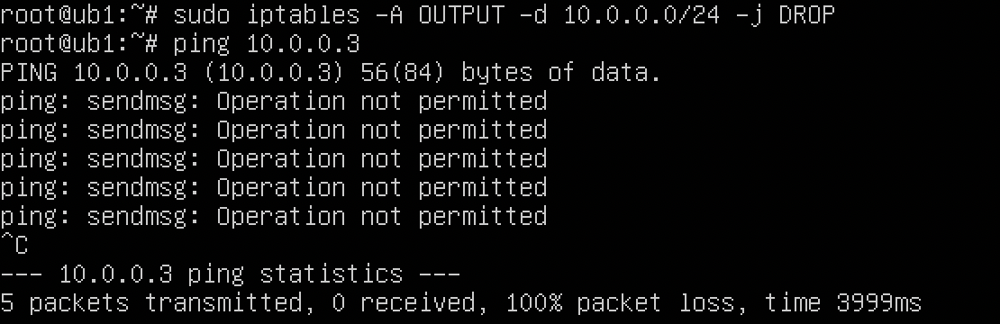 root@ub1:~# sudo iptables -A OUTPUT -d 10.0.0.0/24 -j DROP
root@ub1:~# ping 10.0.0.3
PING 10.0.0.3 (10.0.0.3) 56(84) bytes of data.
ping: sendmsg: Operation not permitted
ping: sendmsg: Operation not permitted
ping: sendmsg: Operation not permitted
ping: sendmsg: Operation not permitted
ping: sendmsg: Operation not permitted
^C
--- 10.0.0.3 ping statistics ---
5 packets transmitted, 0 received, 100% packet loss, time 3999ms